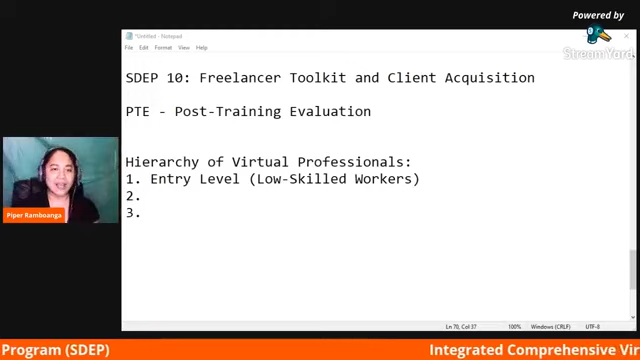 Powered by
StreamYard
*Untitled - Notepad
File Edit Format View Help
SDEP 10: Freelancer Toolkit and Client Acquisition
PTE - Post-Training Evaluation
Hierarchy of Virtual Professionals:
1. Entry Level (Low-Skilled Workers)
2.
3.
Piper Ramboanga
Ln 70, Col 37 100% Windows (CRLF) UTF-8
Program (SDEP) Integrated Comprehensive Vir